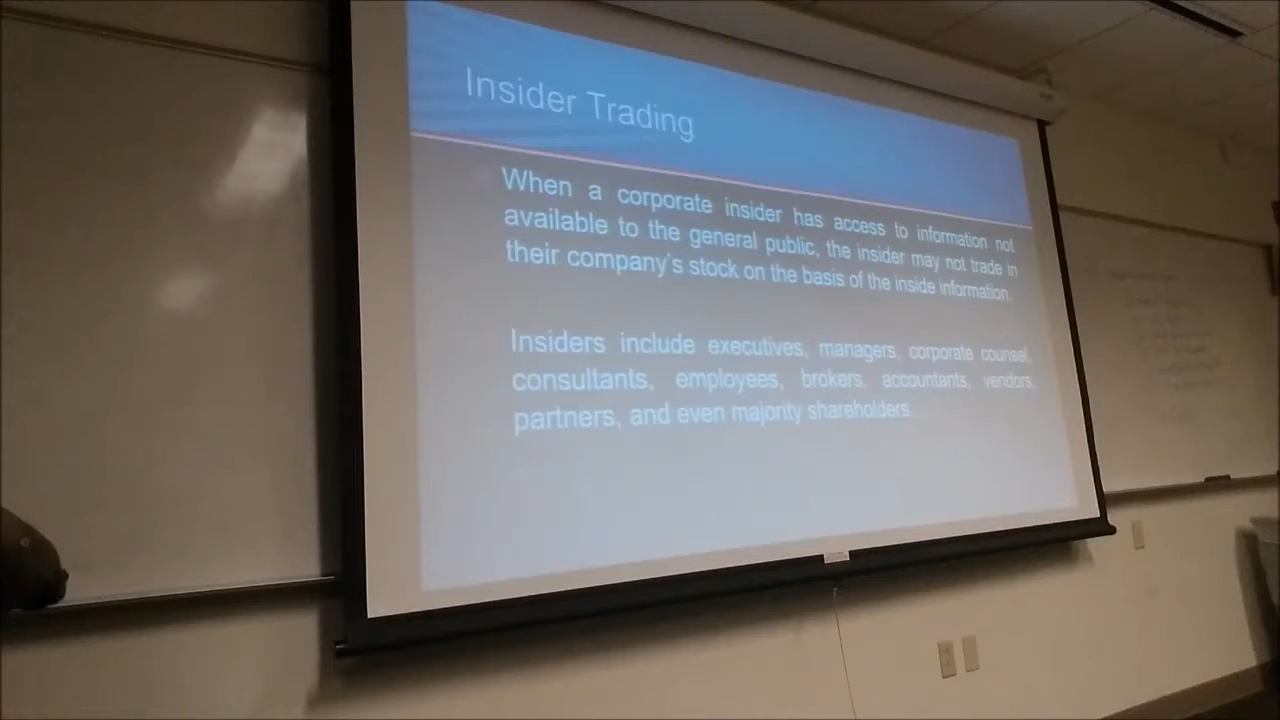 Insider Trading
When a corporate insider has access to information not
available to the general public, the insider may not trade in
their company's stock on the basis of the inside information.
Insiders include executives, managers, corporate counsel,
consultants, employees, brokers, accountants, vendors,
partners, and even majority shareholders.